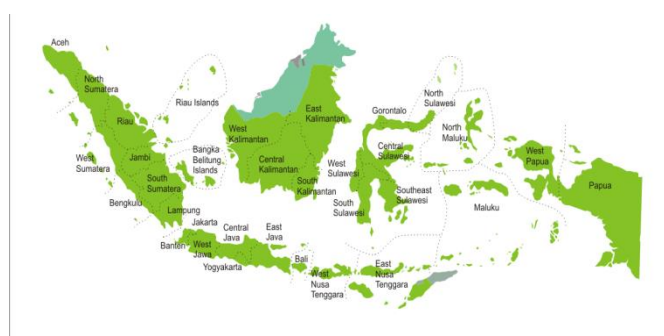 Aceh
North
Sumatera
Riau Islands
Riau
West
Sumatera
Jambi
Bangka
Belitung
Islands
South
Sumatera
Bengkulu
Lampung
West
Kalimantan
East
Kalimantan
Central
Kalimantan
South
Kalimantan
Gorontalo
North
Sulawesi
North
Maluku
Central
Sulawesi
West
Sulawesi
Southeast
Sulawesi
South
Sulawesi
Maluku
West
Papua
Papua
Jakarta
Banten
West
Jawa
Central
Java
Yogyakarta
East
Java
Bali
West
Nusa
Tenggara
East
Nusa
Tenggara